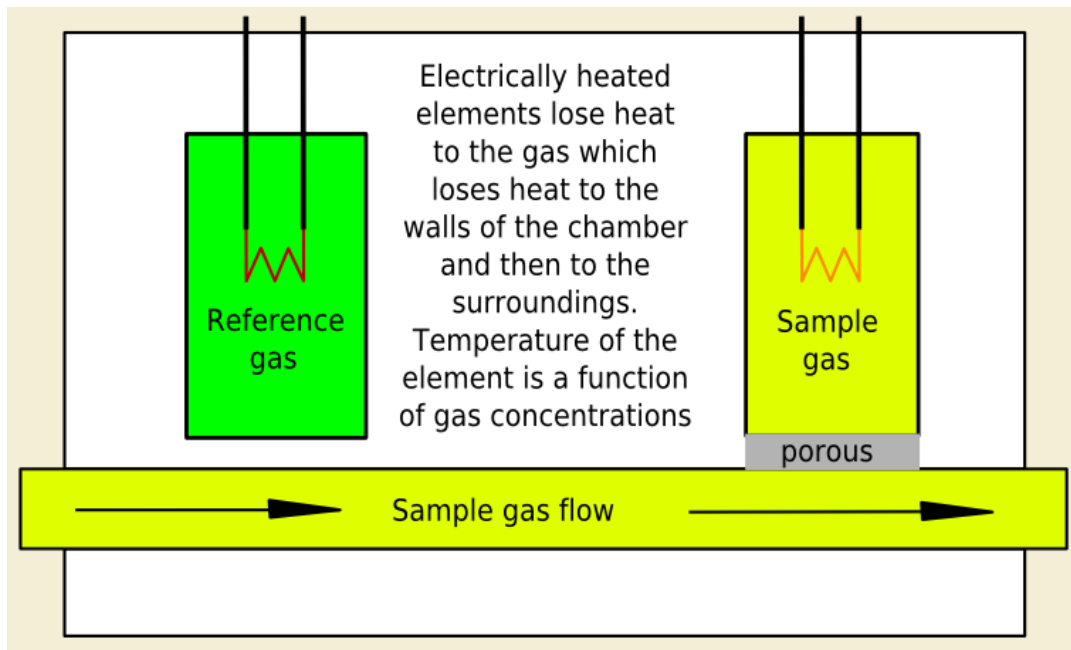 Electrically heated
elements lose heat
to the gas which
loses heat to the
walls of the chamber
and then to the
surroundings.
Temperature of the
element is a function
of gas concentrations
Reference
gas
Sample
gas
porous
Sample gas flow